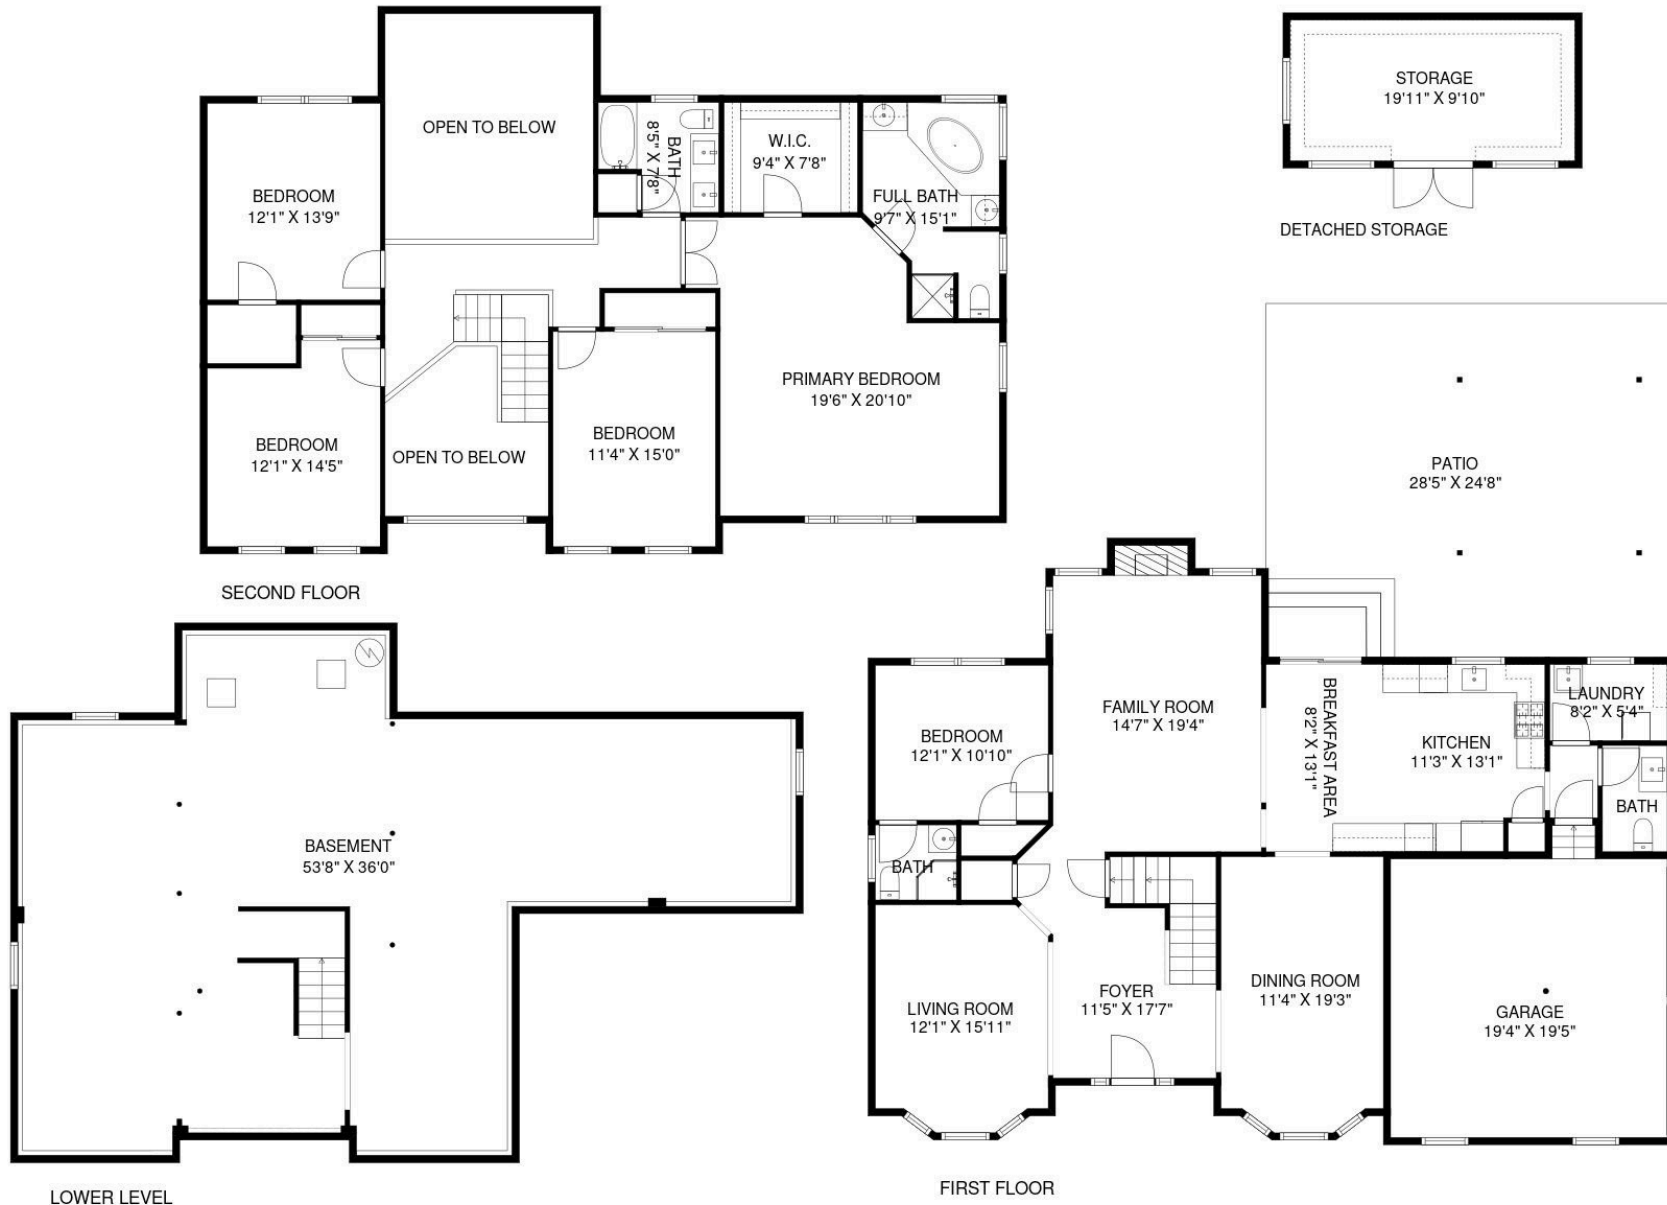 OPEN TO BELOW
BEDROOM
12'1" X 13'9"
BATH
8'5" X 7'8"
W.I.C.
9'4" X 7'8"
FULL BATH
9'7" X 15'1"
PRIMARY BEDROOM
19'6" X 20'10"
BEDROOM
12'1" X 14'5"
OPEN TO BELOW
BEDROOM
11'4" X 15'0"
SECOND FLOOR
STORAGE
19'11" X 9'10"
DETACHED STORAGE
PATIO
28'5" X 24'8"
BASEMENT
53'8" X 36'0"
LOWER LEVEL
FAMILY ROOM
14'7" X 19'4"
BEDROOM
12'1" X 10'10"
BREAKFAST AREA
8'2" X 13'1"
KITCHEN
11'3" X 13'1"
LAUNDRY
8'2" X 5'4"
BATH
BATH
LIVING ROOM
12'1" X 15'11"
FOYER
11'5" X 17'7"
DINING ROOM
11'4" X 19'3"
GARAGE
19'4" X 19'5"
FIRST FLOOR